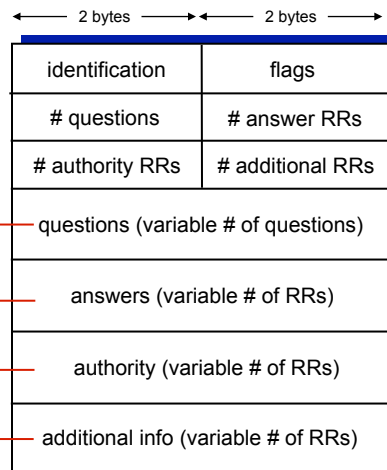 2 bytes 2 bytes
identification flags
# questions # answer RRs
# authority RRs # additional RRs
questions (variable # of questions)
answers (variable # of RRs)
authority (variable # of RRs)
additional info (variable # of RRs)